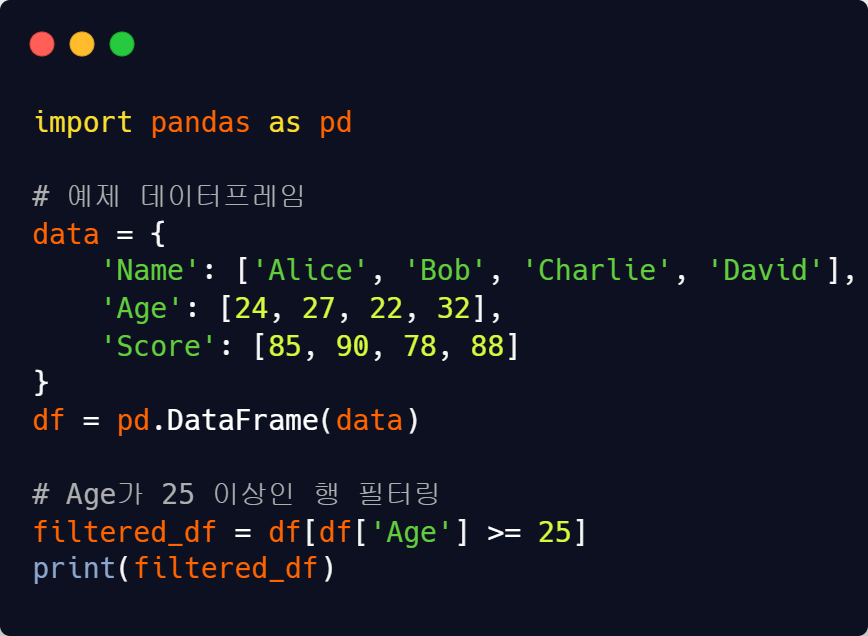 import pandas as pd
# 예제 데이터프레임
data = {
    'Name': ['Alice', 'Bob', 'Charlie', 'David'],
    'Age': [24, 27, 22, 32],
    'Score': [85, 90, 78, 88]
}
df = pd.DataFrame(data)
# Age가 25 이상인 행 필터링
filtered_df = df[df['Age'] >= 25]
print(filtered_df)